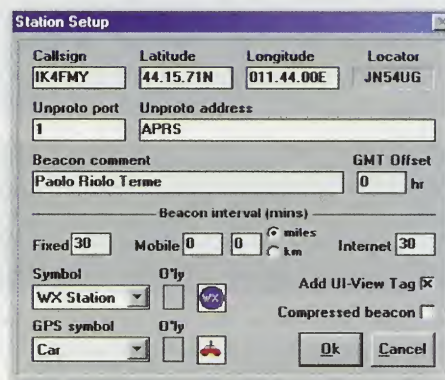 Station Setup
Callsign Latitude Longitude Locator
IK4FMY 44.15.71N 011.44.00E JN54UG
Unproto port Unproto address
1 APRS
Beacon comment GMT Offset
Paolo Riolo Terme 0 hr
Beacon interval (mins)
Fixed 30 Mobile 0 0 miles km Internet 30
Symbol O'ly
WX Station WX Add UI-View Tag
Compressed beacon
GPS symbol O'ly
Car Ok Cancel